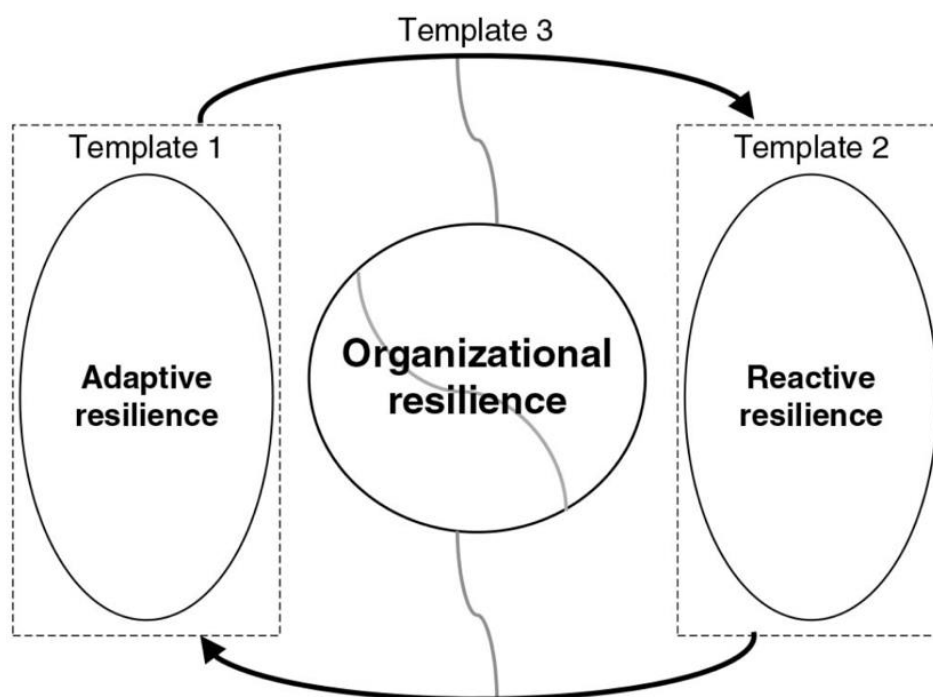 Template 3
Template 1
Template 2
Adaptive
resilience
Organizational
resilience
Reactive
resilience